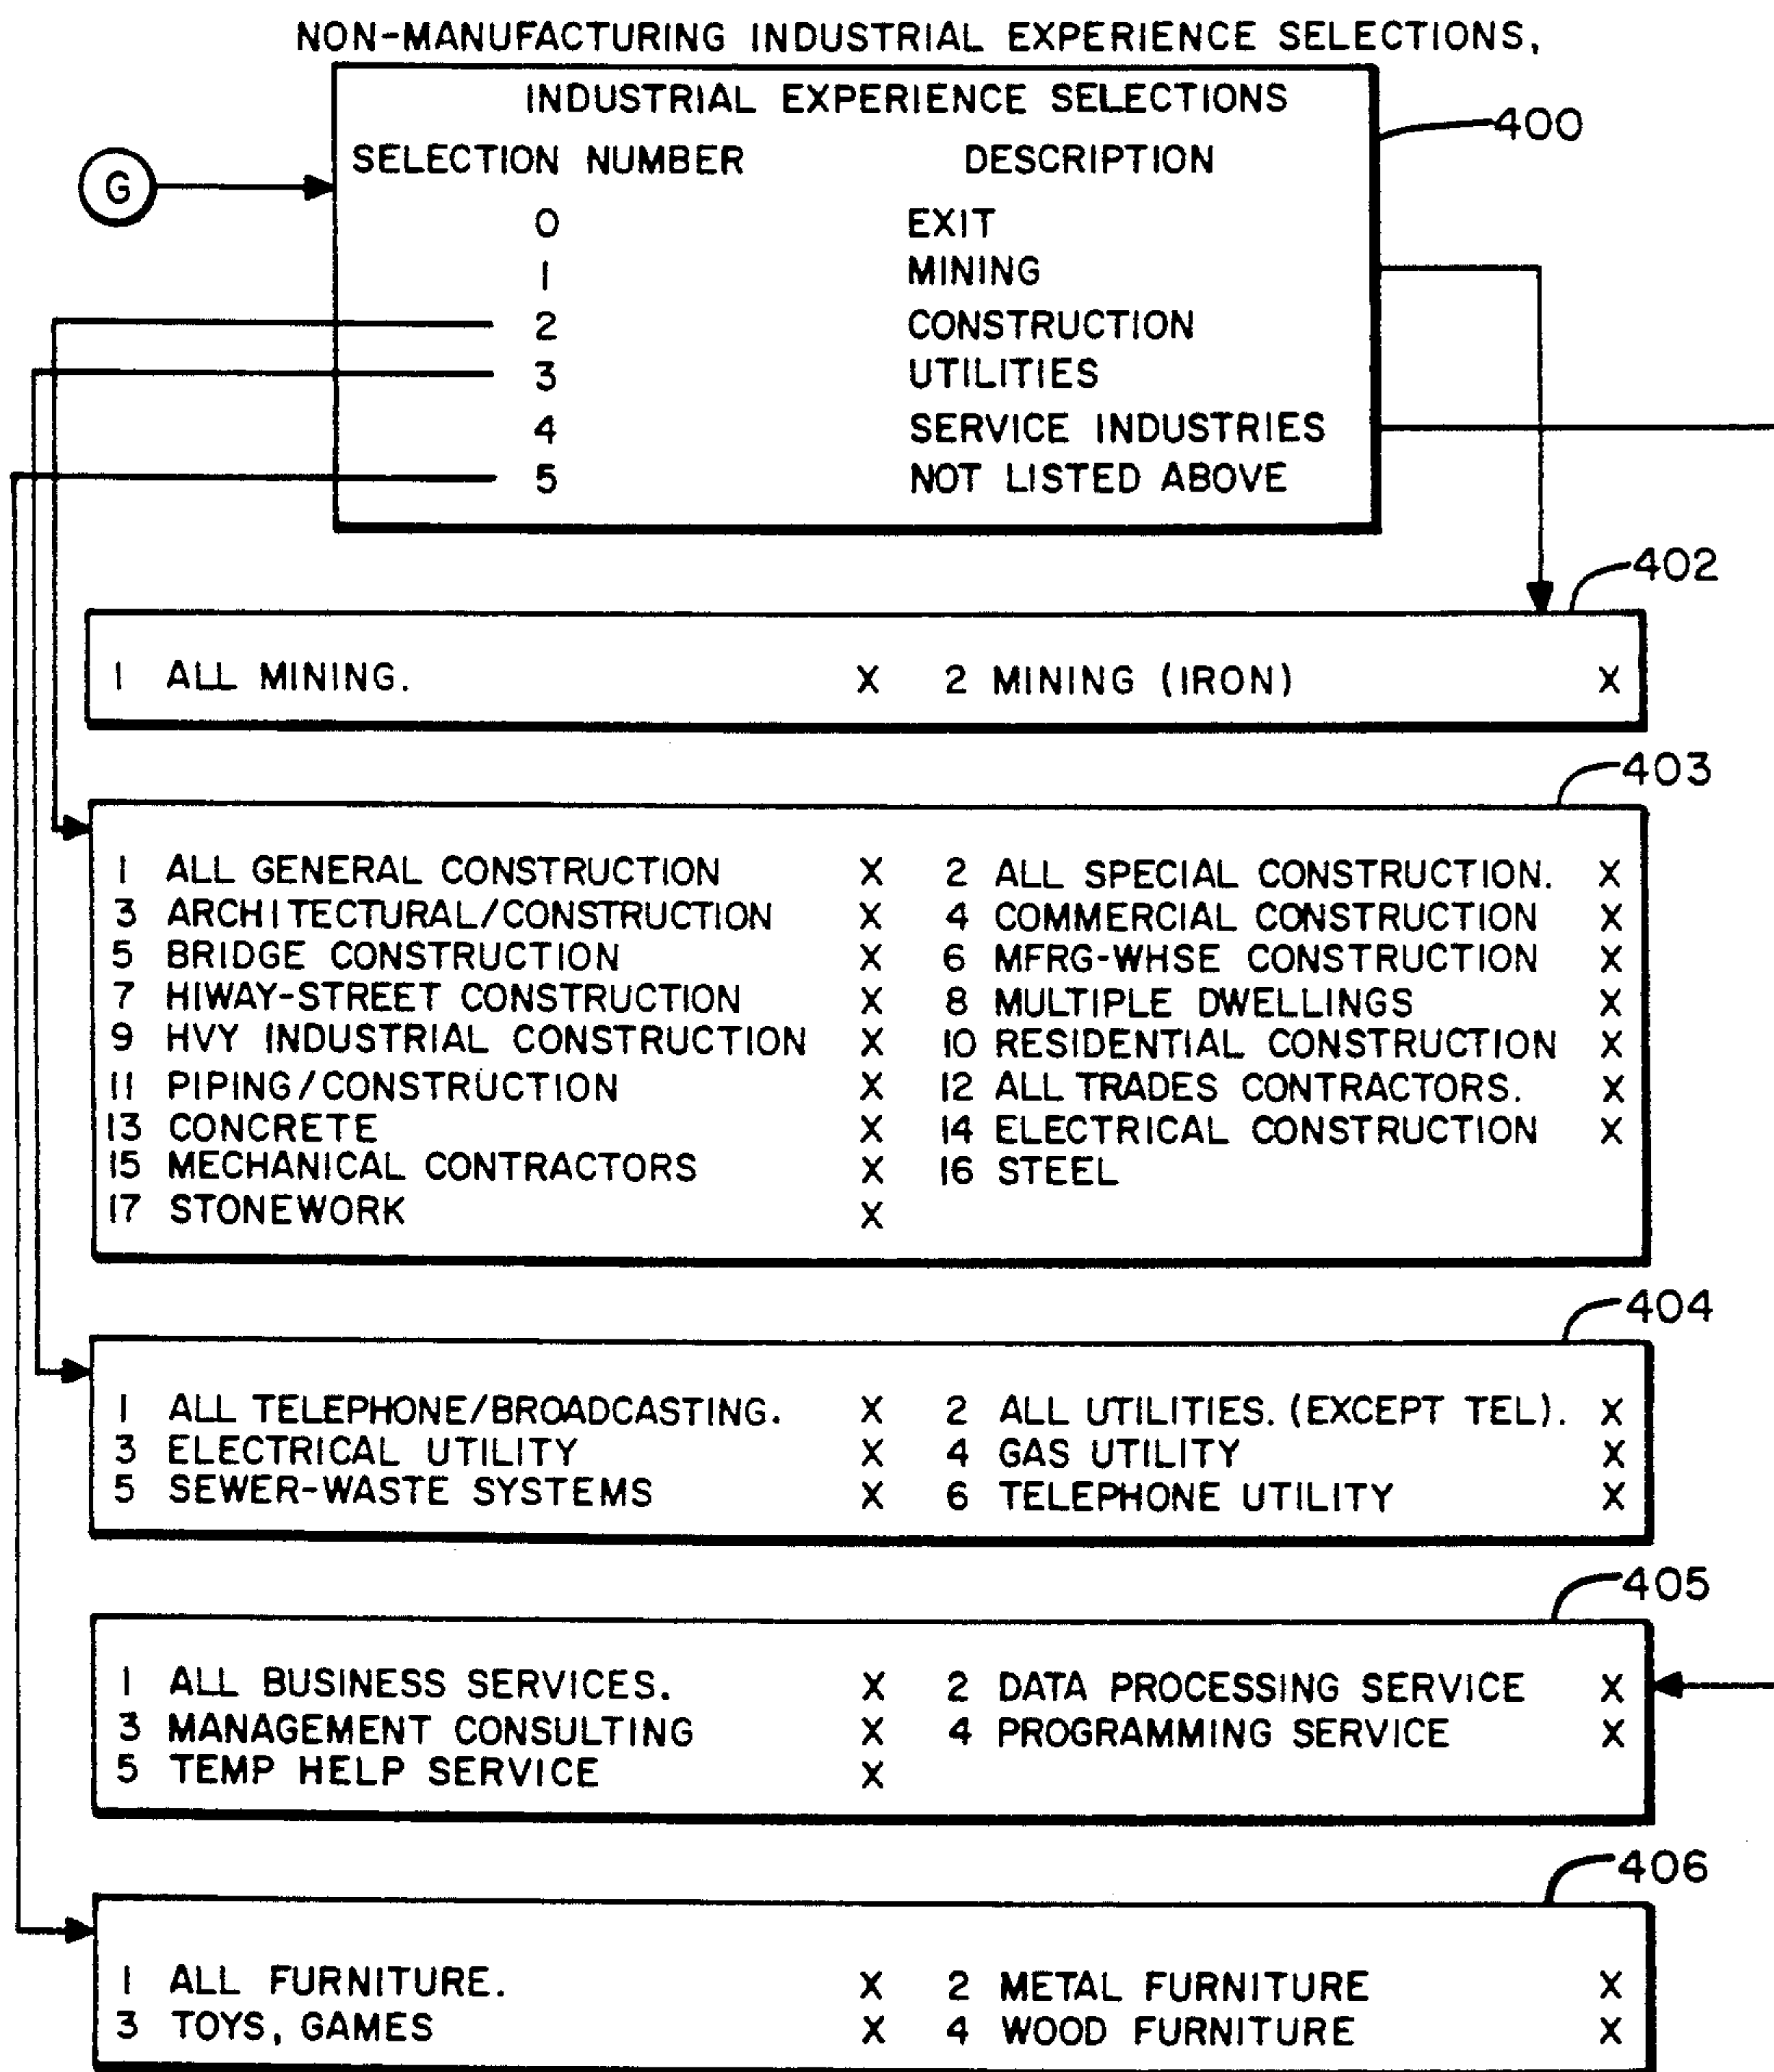 NON-MANUFACTURING INDUSTRIAL EXPERIENCE SELECTIONS,
INDUSTRIAL EXPERIENCE SELECTIONS
400
SELECTION NUMBER DESCRIPTION
G
0 EXIT
1 MINING
2 CONSTRUCTION
3 UTILITIES
4 SERVICE INDUSTRIES
5 NOT LISTED ABOVE
402
1 ALL MINING. X 2 MINING (IRON) X
403
1 ALL GENERAL CONSTRUCTION X 2 ALL SPECIAL CONSTRUCTION. X
3 ARCHITECTURAL/CONSTRUCTION X 4 COMMERCIAL CONSTRUCTION X
5 BRIDGE CONSTRUCTION X 6 MFRG-WHSE CONSTRUCTION X
7 HIWAY-STREET CONSTRUCTION X 8 MULTIPLE DWELLINGS X
9 HVY INDUSTRIAL CONSTRUCTION X 10 RESIDENTIAL CONSTRUCTION X
11 PIPING/CONSTRUCTION X 12 ALL TRADES CONTRACTORS. X
13 CONCRETE X 14 ELECTRICAL CONSTRUCTION X
15 MECHANICAL CONTRACTORS X 16 STEEL
17 STONEWORK X
404
1 ALL TELEPHONE/BROADCASTING. X 2 ALL UTILITIES. (EXCEPT TEL). X
3 ELECTRICAL UTILITY X 4 GAS UTILITY X
5 SEWER-WASTE SYSTEMS X 6 TELEPHONE UTILITY X
405
1 ALL BUSINESS SERVICES. X 2 DATA PROCESSING SERVICE X
3 MANAGEMENT CONSULTING X 4 PROGRAMMING SERVICE X
5 TEMP HELP SERVICE X
406
1 ALL FURNITURE. X 2 METAL FURNITURE X
3 TOYS, GAMES X 4 WOOD FURNITURE X